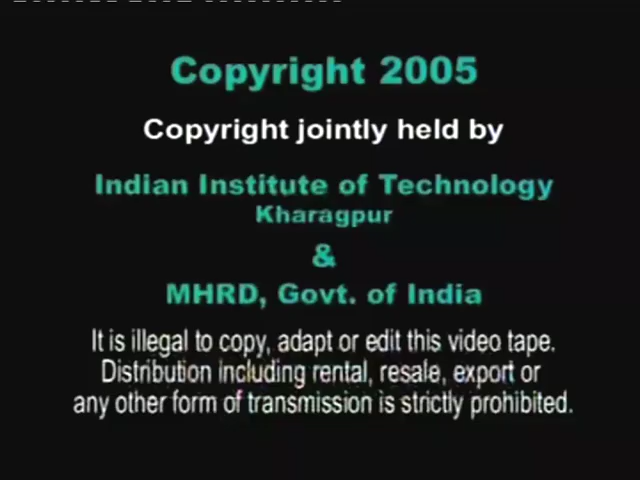 Copyright 2005
Copyright jointly held by
Indian Institute of Technology
Kharagpur
&
MHRD, Govt. of India
It is illegal to copy, adapt or edit this video tape.
Distribution including rental, resale, export or
any other form of transmission is strictly prohibited.